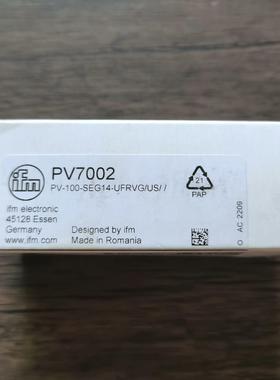 ifm
PV7002
PV-100-SEG14-UFRVG/US/ /
21
PAP
ifm electronic
45128 Essen
Germany
www.ifm.com
Designed by ifm
Made in Romania
O AC 2209